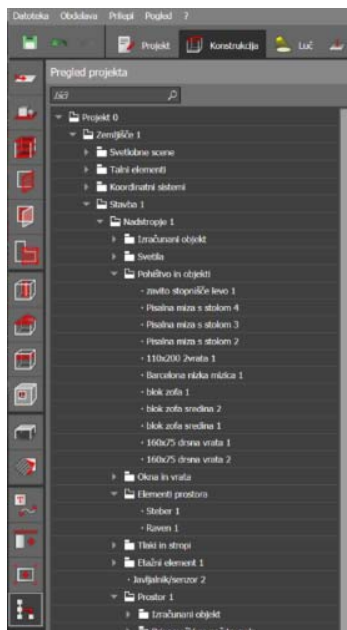 Datoteka Obdelava Prilepi Pogled ?
Projekt Konstrukcija Luč
Pregled projekta
Išči
Projekt 0
Zemljišče 1
Svetlobne scene
Talni elementi
Koordinatni sistemi
Stavba 1
Nadstropje 1
Izračunani objekt
Svetila
Pohištvo in objekti
zavito stopnišče levo 1
Pisalna miza s stolom 4
Pisalna miza s stolom 3
Pisalna miza s stolom 2
110x200 2vrata 1
Barcelona nizka mizica 1
blok zofa 1
blok zofa sredina 2
blok zofa sredina 1
160x75 drsna vrata 1
160x75 drsna vrata 2
Okna in vrata
Elementi prostora
Steber 1
Raven 1
Tlaki in stropi
Etažni element 1
Javljalnik/senzor 2
Prostor 1
Izračunani objekt